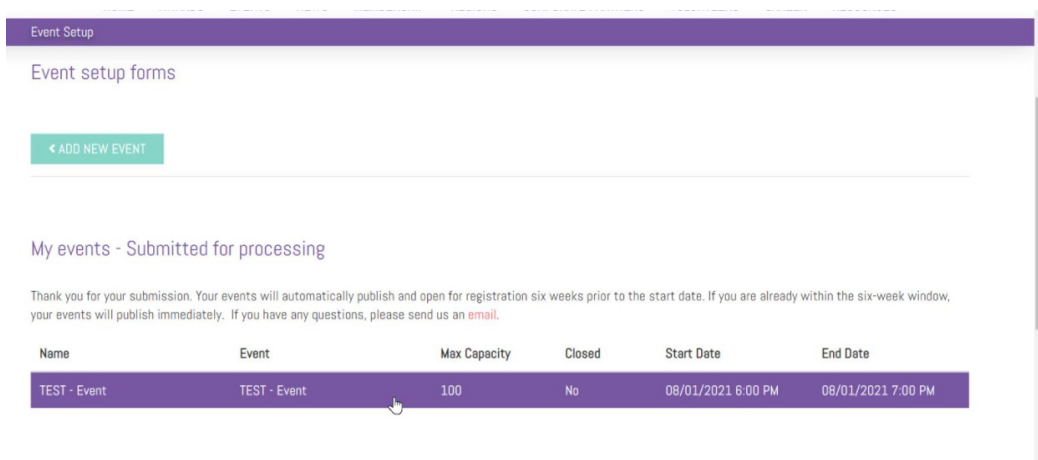 Event Setup
Event setup forms
ADD NEW EVENT
My events - Submitted for processing
Thank you for your submission. Your events will automatically publish and open for registration six weeks prior to the start date. If you are already within the six-week window,
your events will publish immediately. If you have any questions, please send us an email.
Name Event Max Capacity Closed Start Date End Date
TEST - Event TEST - Event 100 No 08/01/2021 6:00 PM 08/01/2021 7:00 PM